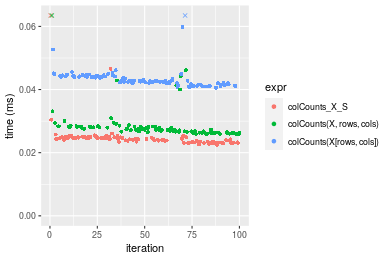 0.06
0.04
0.02
0.00
time (ms)
0
25
50
75
100
iteration
expr
colCounts_X_S
colCounts(X, rows, cols)
colCounts(X[rows, cols])